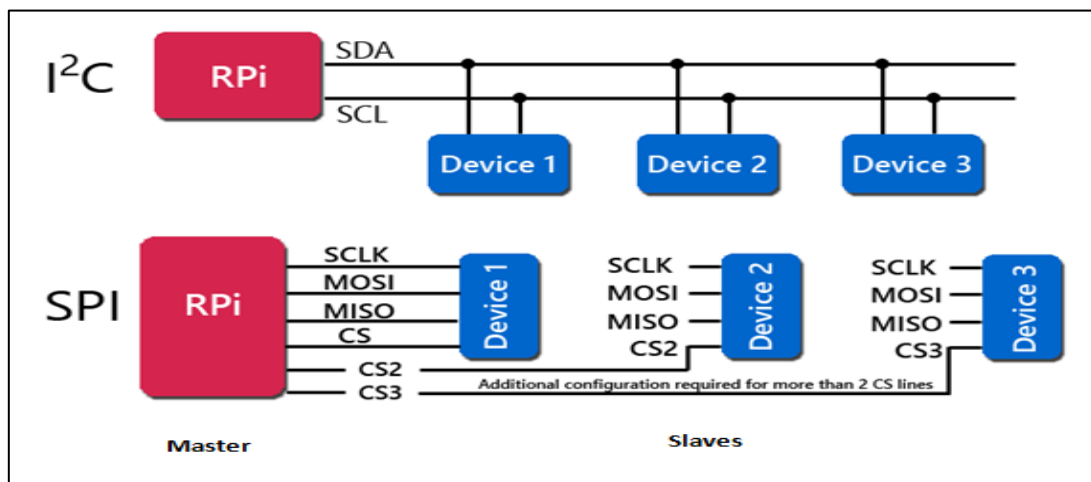 I²C
RPi
SDA
SCL
Device 1
Device 2
Device 3
SPI
RPi
SCLK
MOSI
MISO
CS
CS2
CS3
Device 1
SCLK
MOSI
MISO
CS2
Device 2
SCLK
MOSI
MISO
CS3
Device 3
Additional configuration required for more than 2 CS lines
Master
Slaves